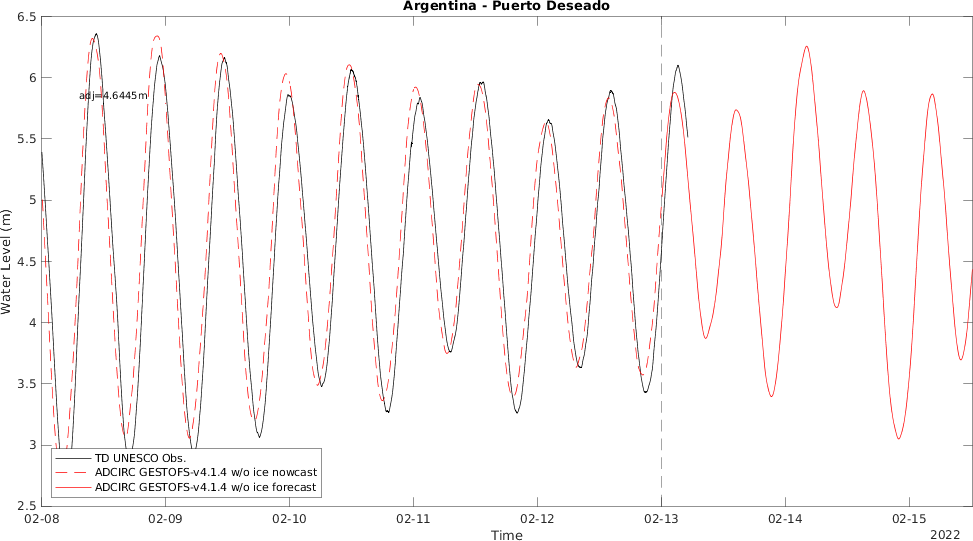 Argentina - Puerto Deseado
6.5
6
5.5
5
4.5
4
3.5
3
2.5
Water Level (m)
adj=4.6445m
TD UNESCO Obs.
ADCIRC GESTOFS-v4.1.4 w/o ice nowcast
ADCIRC GESTOFS-v4.1.4 w/o ice forecast
02-08
02-09
02-10
02-11
02-12
02-13
02-14
02-15
Time
2022